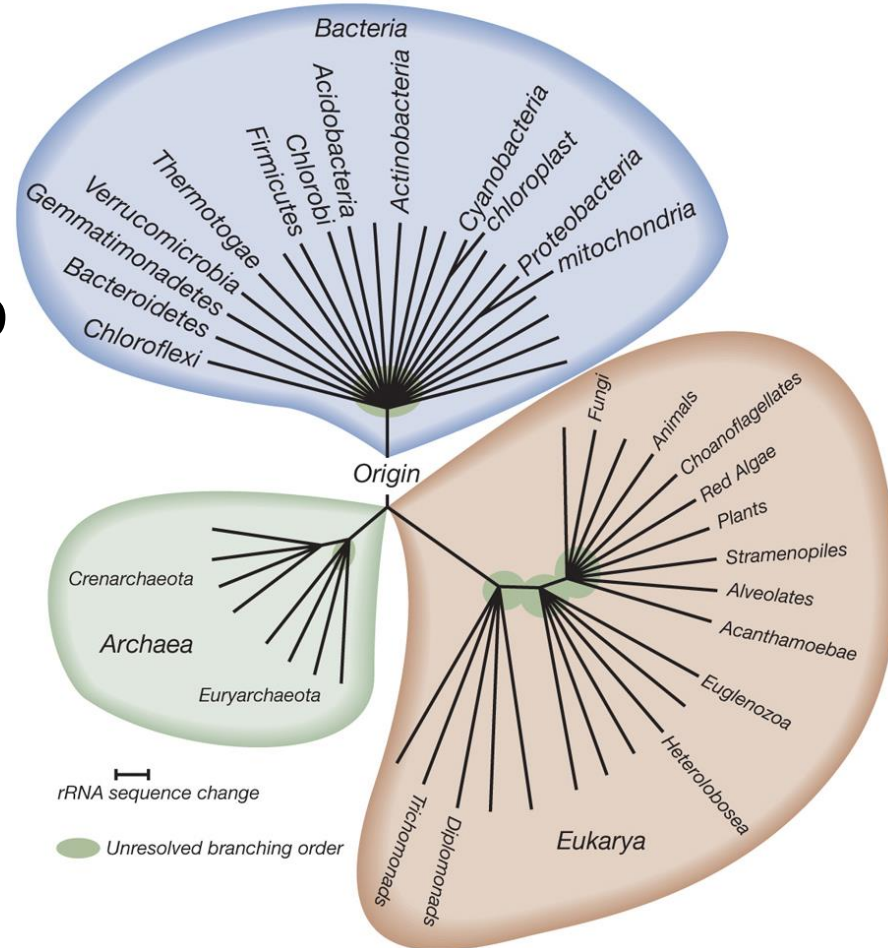 Bacteria
Chloroflexi
Bacteroidetes
Gemmatimonadetes
Verrucomicrobia
Thermotogae
Firmicutes
Chlorobi
Acidobacteria
Actinobacteria
Cyanobacteria
chloroplast
Proteobacteria
mitochondria
Origin
Fungi
Animals
Choanoflagellates
Red Algae
Plants
Stramenopiles
Alveolates
Acanthamoebae
Euglenozoa
Heterolobosea
Diplomonads
Trichomonads
Eukarya
Crenarchaeota
Archaea
Euryarchaeota
rRNA sequence change
Unresolved branching order